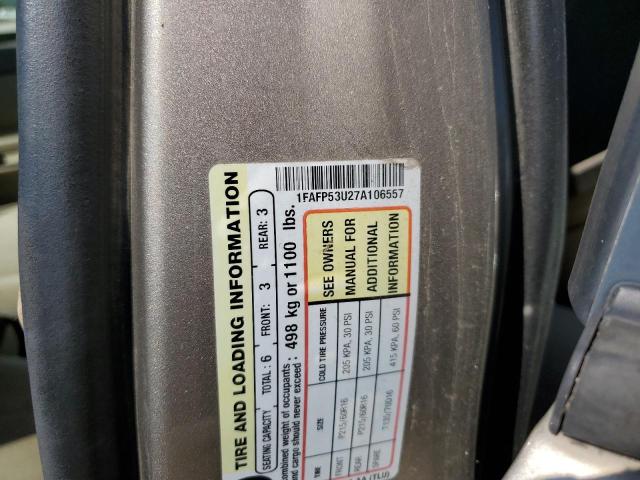 1FAFP53U27A106557
TIRE AND LOADING INFORMATION
SEATING CAPACITY TOTAL: 6 FRONT: 3 REAR: 3
combined weight of occupants
and cargo should never exceed : 498 kg or 1100 lbs.
TIRE SIZE COLD TIRE PRESSURE SEE OWNERS
FRONT P215/60R16 205 KPA, 30 PSI MANUAL FOR
REAR P215/60R16 205 KPA, 30 PSI ADDITIONAL
SPARE T135/70D16 415 KPA, 60 PSI INFORMATION
(TLU)